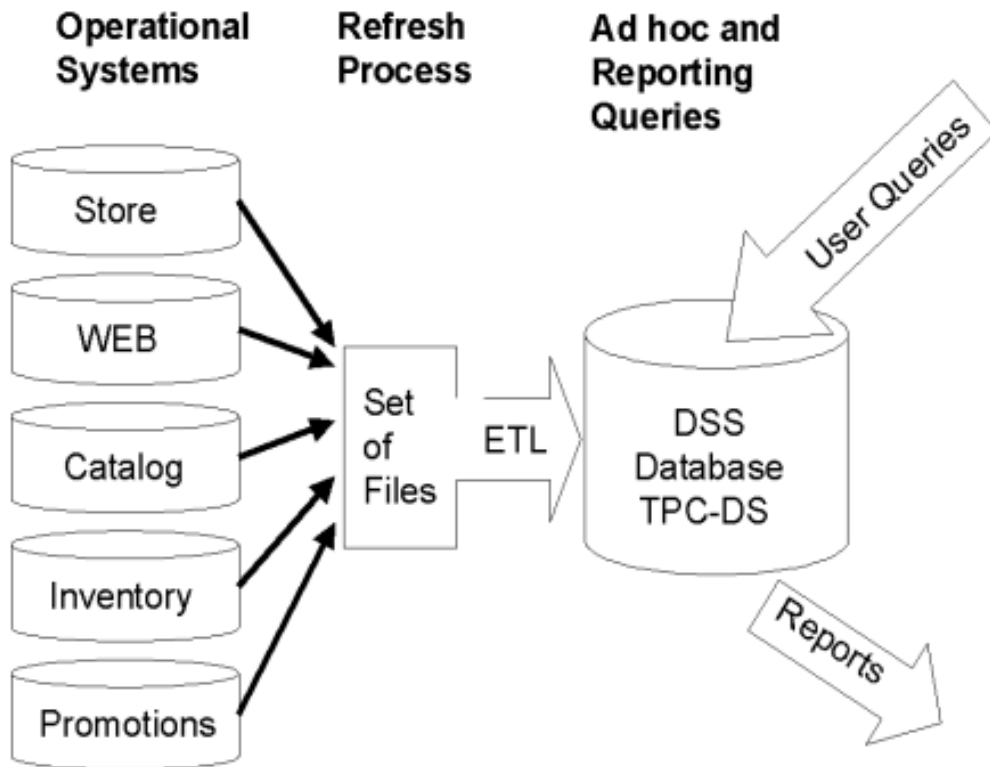 Operational
Systems
Refresh
Process
Ad hoc and
Reporting
Queries
Store
WEB
Catalog
Inventory
Promotions
Set
of
Files
ETL
DSS
Database
TPC-DS
User Queries
Reports